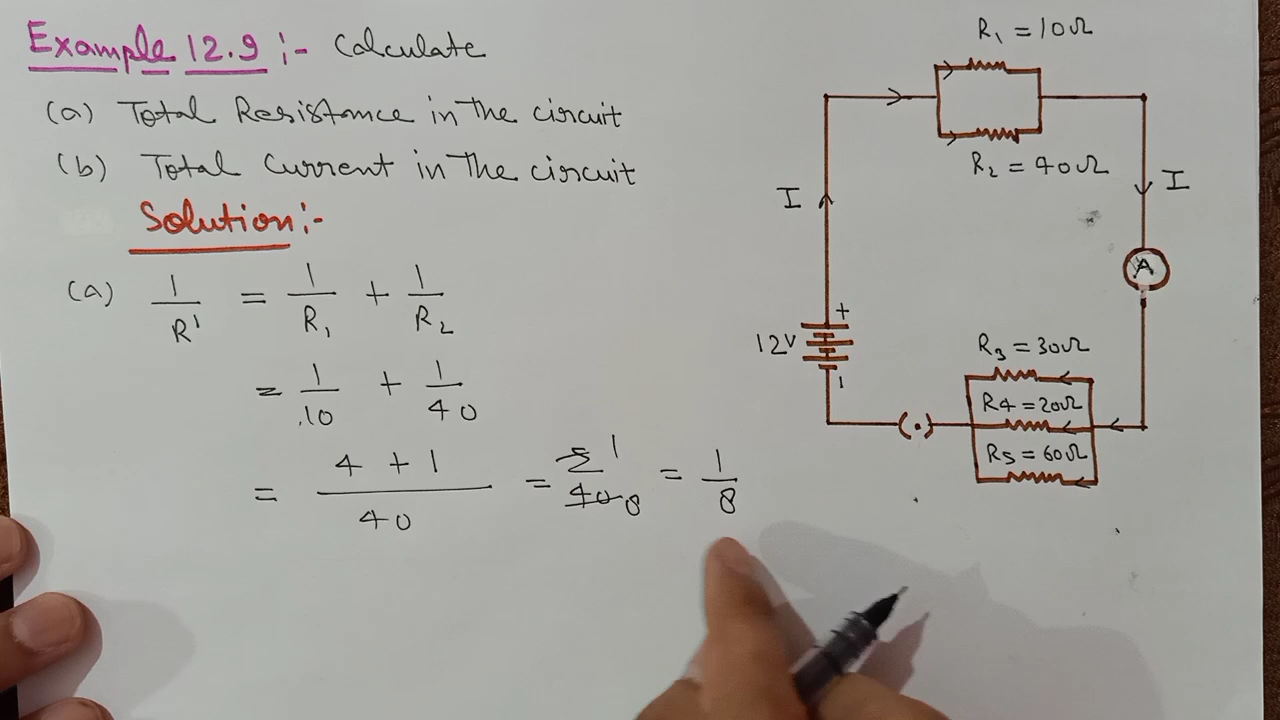 Example 12.9 :- Calculate
(a) Total Resistance in the circuit
(b) Total Current in the circuit
Solution:-
(a) 1/R' = 1/R₁ + 1/R₂
= 1/10 + 1/40
= 4 + 1/40 = 5 1/40 8 = 1/8
R₁ = 10Ω
R₂ = 40Ω
I
I
A
+
12V
R₃ = 30Ω
R4 = 20Ω
R5 = 60Ω
(.)